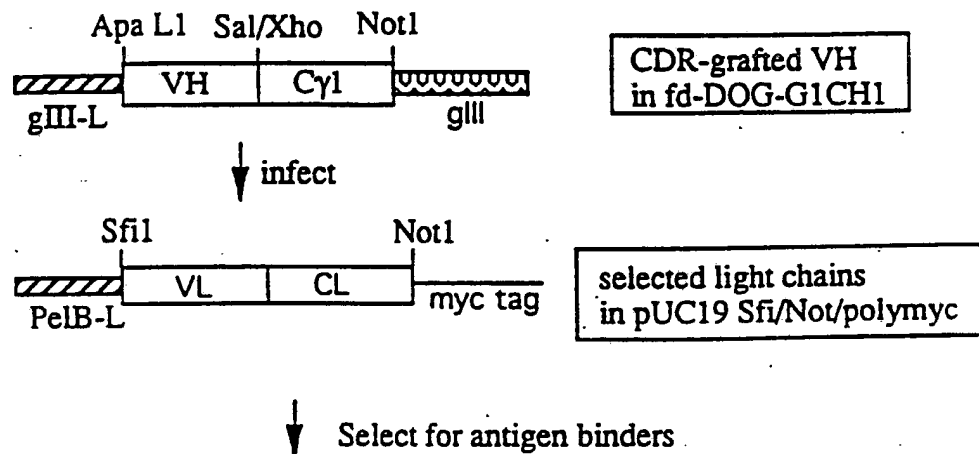 Apa L1 Sal/Xho Not1
VH Cγ1
gIII-L gIII
CDR-grafted VH
in fd-DOG-G1CH1
infect
Sfi1 Not1
VL CL
PelB-L myc tag
selected light chains
in pUC19 Sfi/Not/polymyc
Select for antigen binders